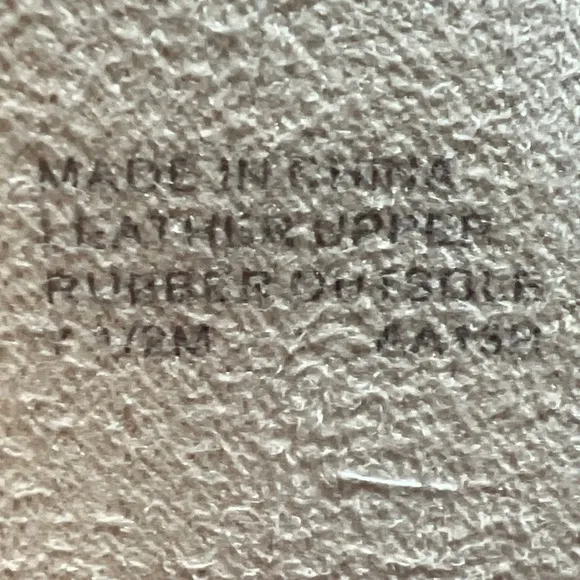 MADE IN CHINA
LEATHER UPPER
RUBBER OUTSOLE
1/2M